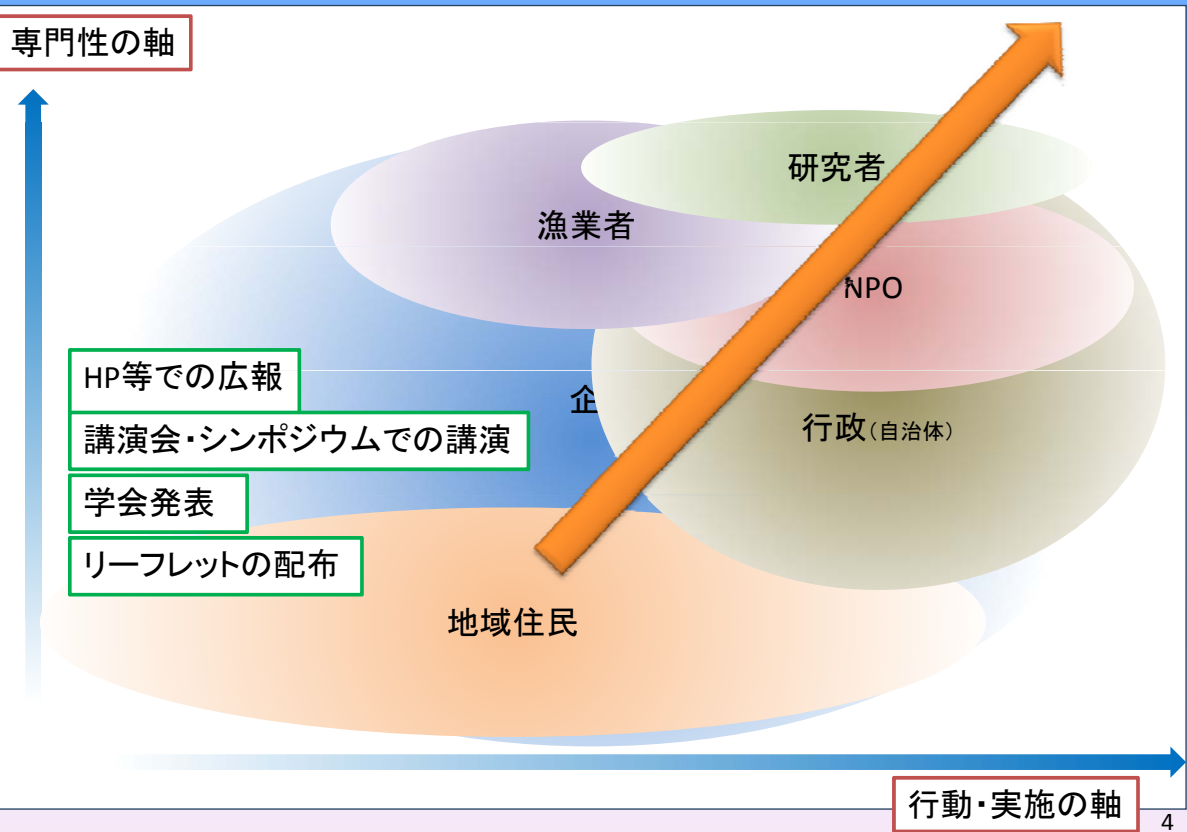 専門性の軸
研究者
漁業者
NPO
HP等での広報
企
行政(自治体)
講演会・シンポジウムでの講演
学会発表
リーフレットの配布
地域住民
行動・実施の軸
4